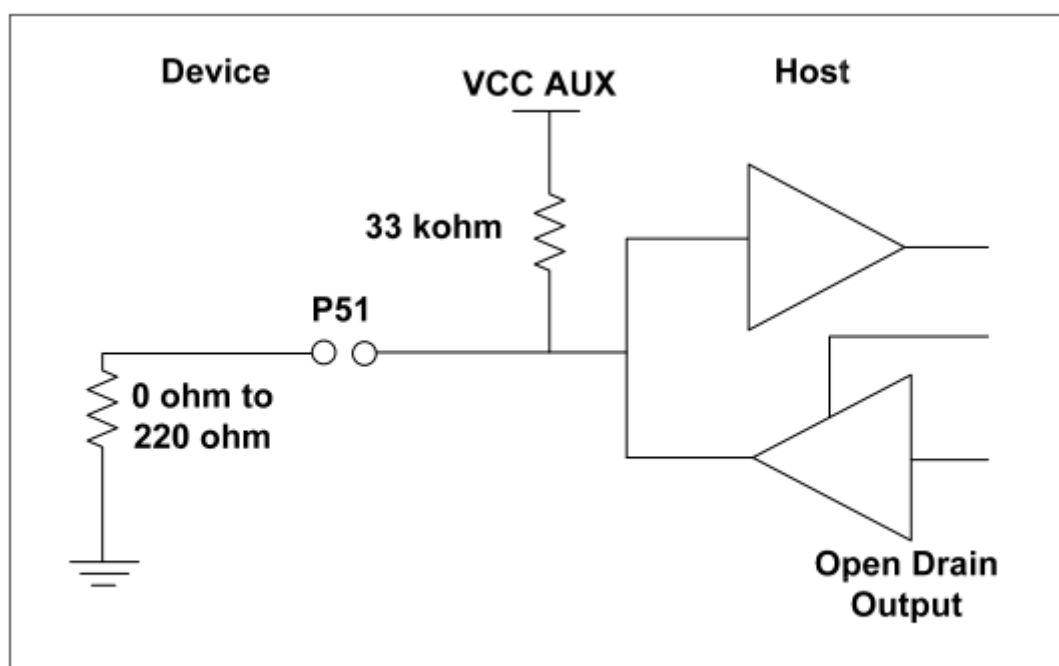 Device
VCC AUX
Host
33 kohm
P51
0 ohm to
220 ohm
Open Drain
Output